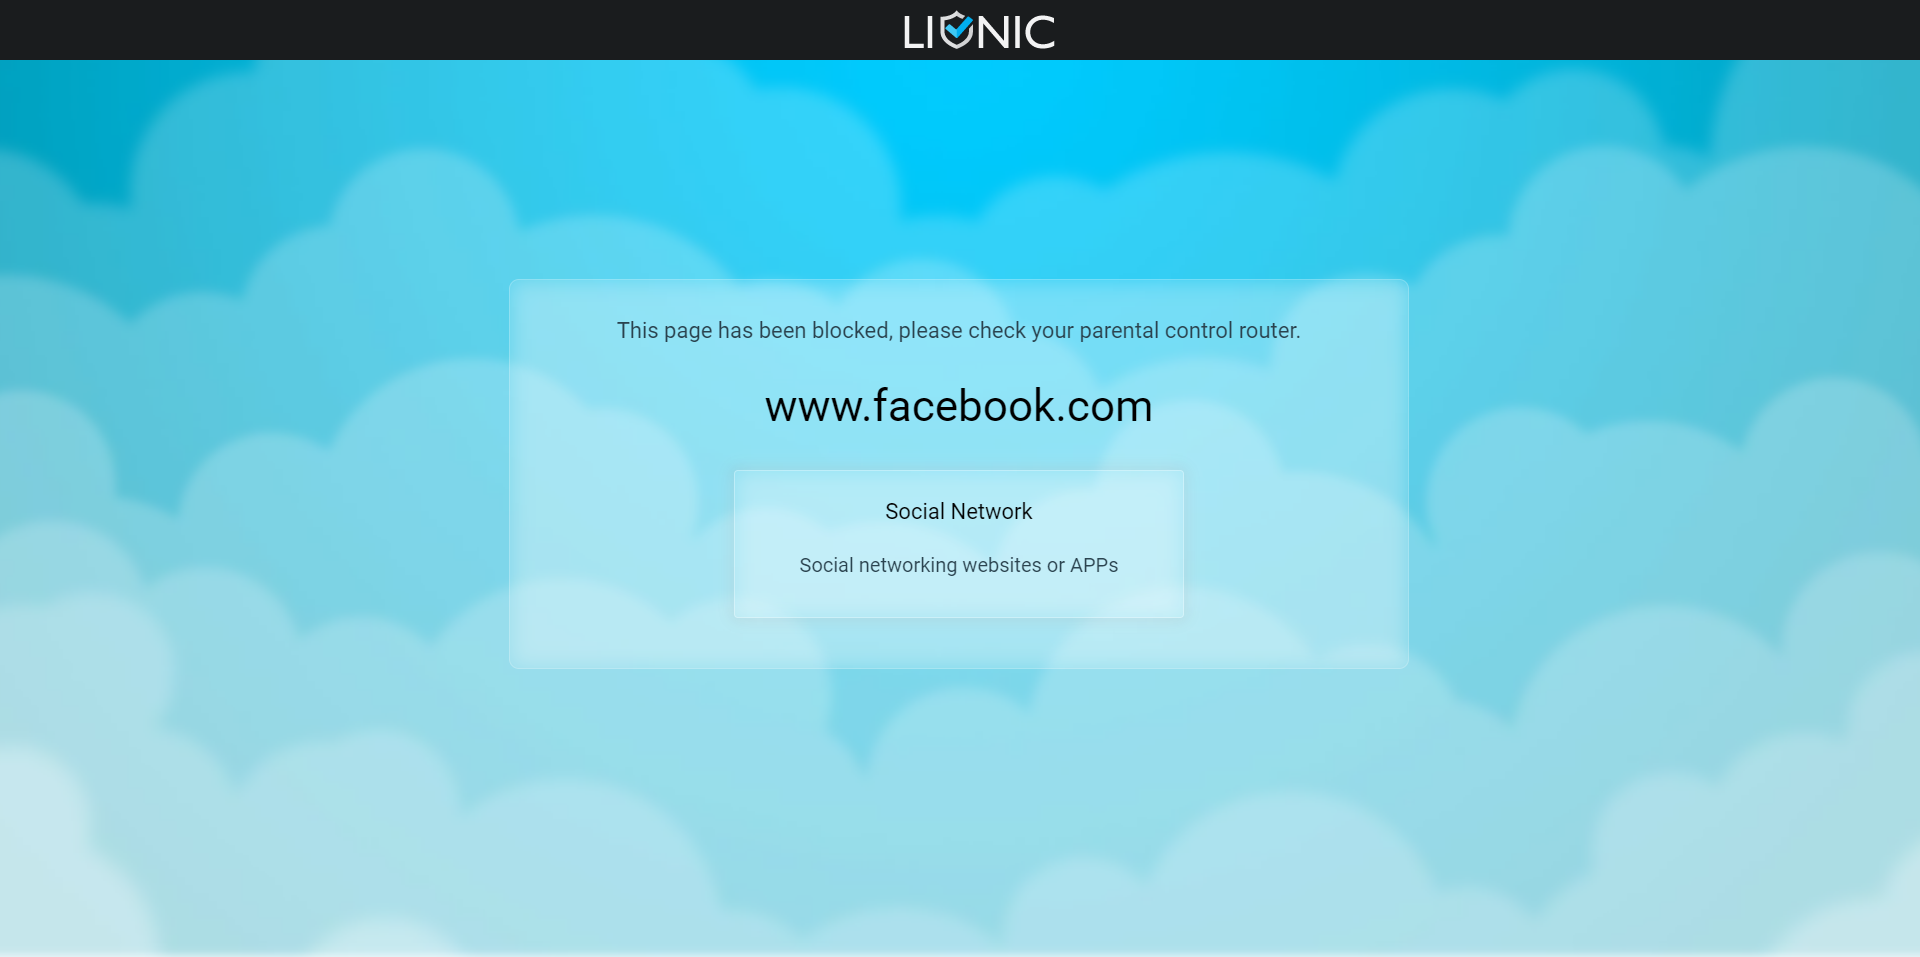 LIONIC
This page has been blocked, please check your parental control router.
www.facebook.com
Social Network
Social networking websites or APPs